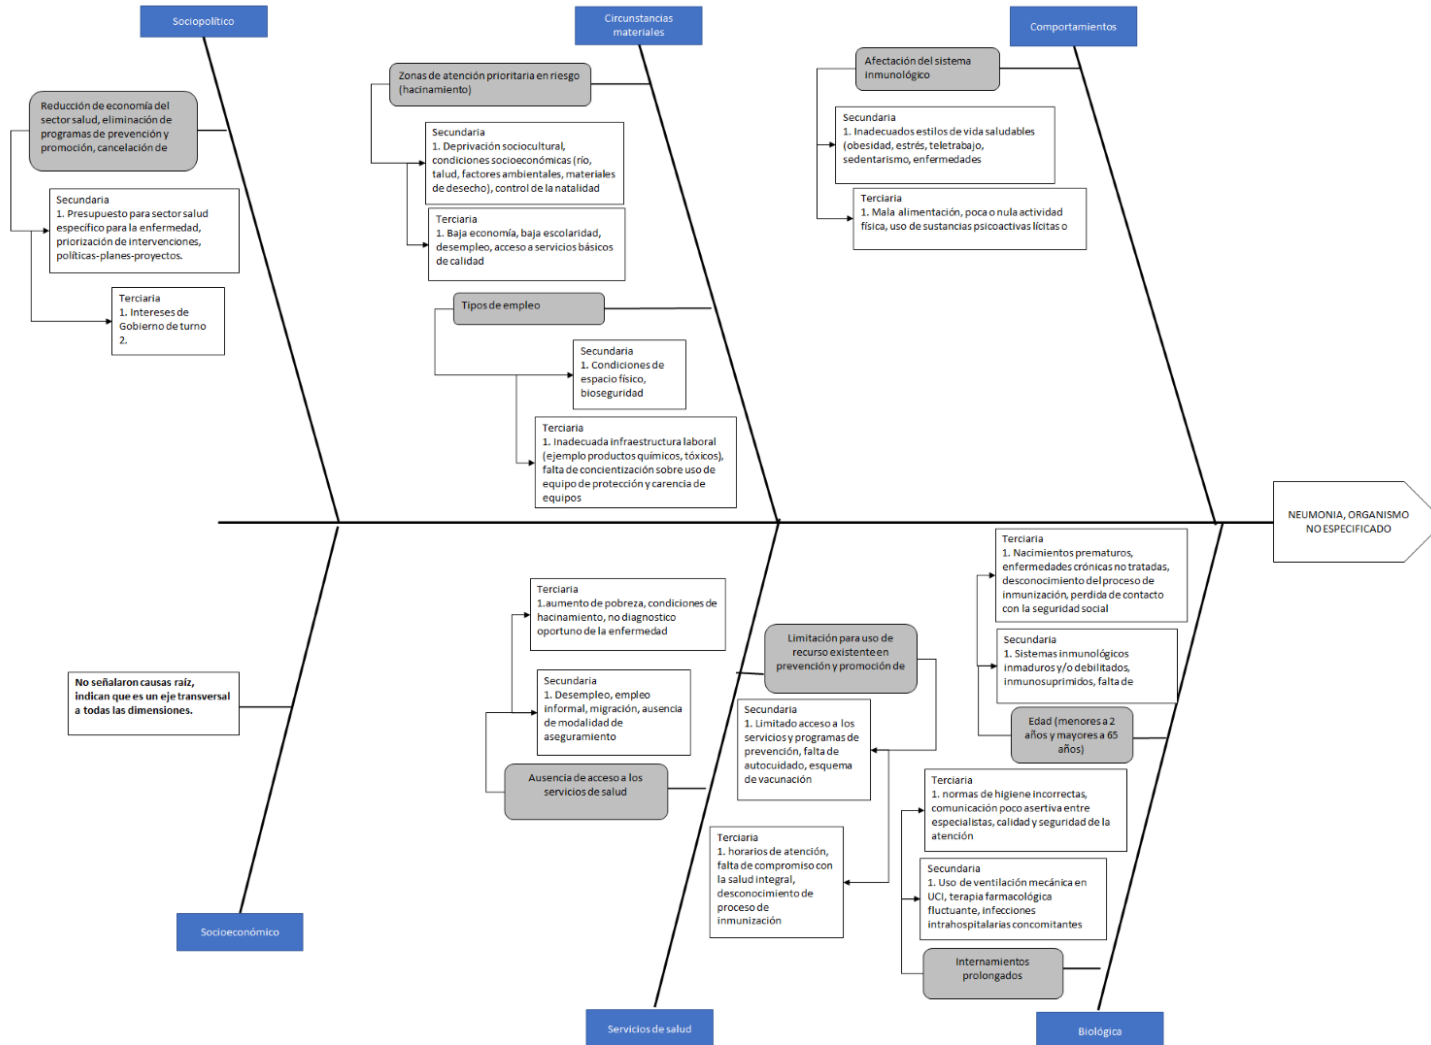 Sociopolítico
Circunstancias
materiales
Comportamientos
Reducción de economía del
sector salud, eliminación de
programas de prevención y
promoción, cancelación de
Secundaria
1. Presupuesto para sector salud
específico para la enfermedad,
priorización de intervenciones,
políticas-planes-proyectos.
Terciaria
1. Intereses de
Gobierno de turno
2.
Zonas de atención prioritaria en riesgo
(hacinamiento)
Secundaria
1. Deprivación sociocultural,
condiciones socioeconómicas (río,
talud, factores ambientales, materiales
de desecho), control de la natalidad
Terciaria
1. Baja economía, baja escolaridad,
desempleo, acceso a servicios básicos
de calidad
Tipos de empleo
Secundaria
1. Condiciones de
espacio físico,
bioseguridad
Terciaria
1. Inadecuada infraestructura laboral
(ejemplo productos químicos, tóxicos),
falta de concientización sobre uso de
equipo de protección y carencia de
equipos
Afectación del sistema
inmunológico
Secundaria
1. Inadecuados estilos de vida saludables
(obesidad, estrés, teletrabajo,
sedentarismo, enfermedades
Terciaria
1. Mala alimentación, poca o nula actividad
física, uso de sustancias psicoactivas lícitas o
NEUMONIA, ORGANISMO
NO ESPECIFICADO
No señalaron causas raíz,
indican que es un eje transversal
a todas las dimensiones.
Socioeconómico
Terciaria
1.aumento de pobreza, condiciones de
hacinamiento, no diagnostico
oportuno de la enfermedad
Secundaria
1. Desempleo, empleo
informal, migración, ausencia
de modalidad de
aseguramiento
Ausencia de acceso a los
servicios de salud
Limitación para uso de
recurso existente en
prevención y promoción de
Secundaria
1. Limitado acceso a los
servicios y programas de
prevención, falta de
autocuidado, esquema
de vacunación
Terciaria
1. horarios de atención,
falta de compromiso con
la salud integral,
desconocimiento de
proceso de
inmunización
Servicios de salud
Terciaria
1. Nacimientos prematuros,
enfermedades crónicas no tratadas,
desconocimiento del proceso de
inmunización, perdida de contacto
con la seguridad social
Secundaria
1. Sistemas inmunológicos
inmaduros y/o debilitados,
inmunosuprimidos, falta de
Edad (menores a 2
años y mayores a 65
años)
Terciaria
1. normas de higiene incorrectas,
comunicación poco asertiva entre
especialistas, calidad y seguridad de la
atención
Secundaria
1. Uso de ventilación mecánica en
UCI, terapia farmacológica
fluctuante, infecciones
intrahospitalarias concomitantes
Internamientos
prolongados
Biológica